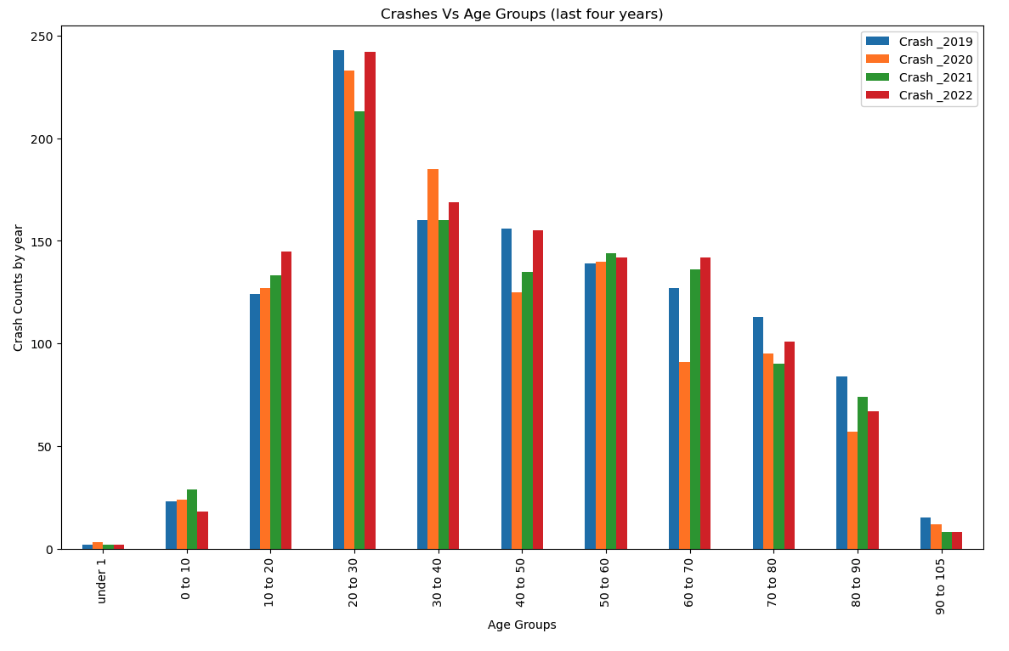 Crashes Vs Age Groups (last four years)
Crash _2019
Crash _2020
Crash _2021
Crash _2022
250
200
150
100
50
0
Crash Counts by year
under 1
0 to 10
10 to 20
20 to 30
30 to 40
40 to 50
50 to 60
60 to 70
70 to 80
80 to 90
90 to 105
Age Groups